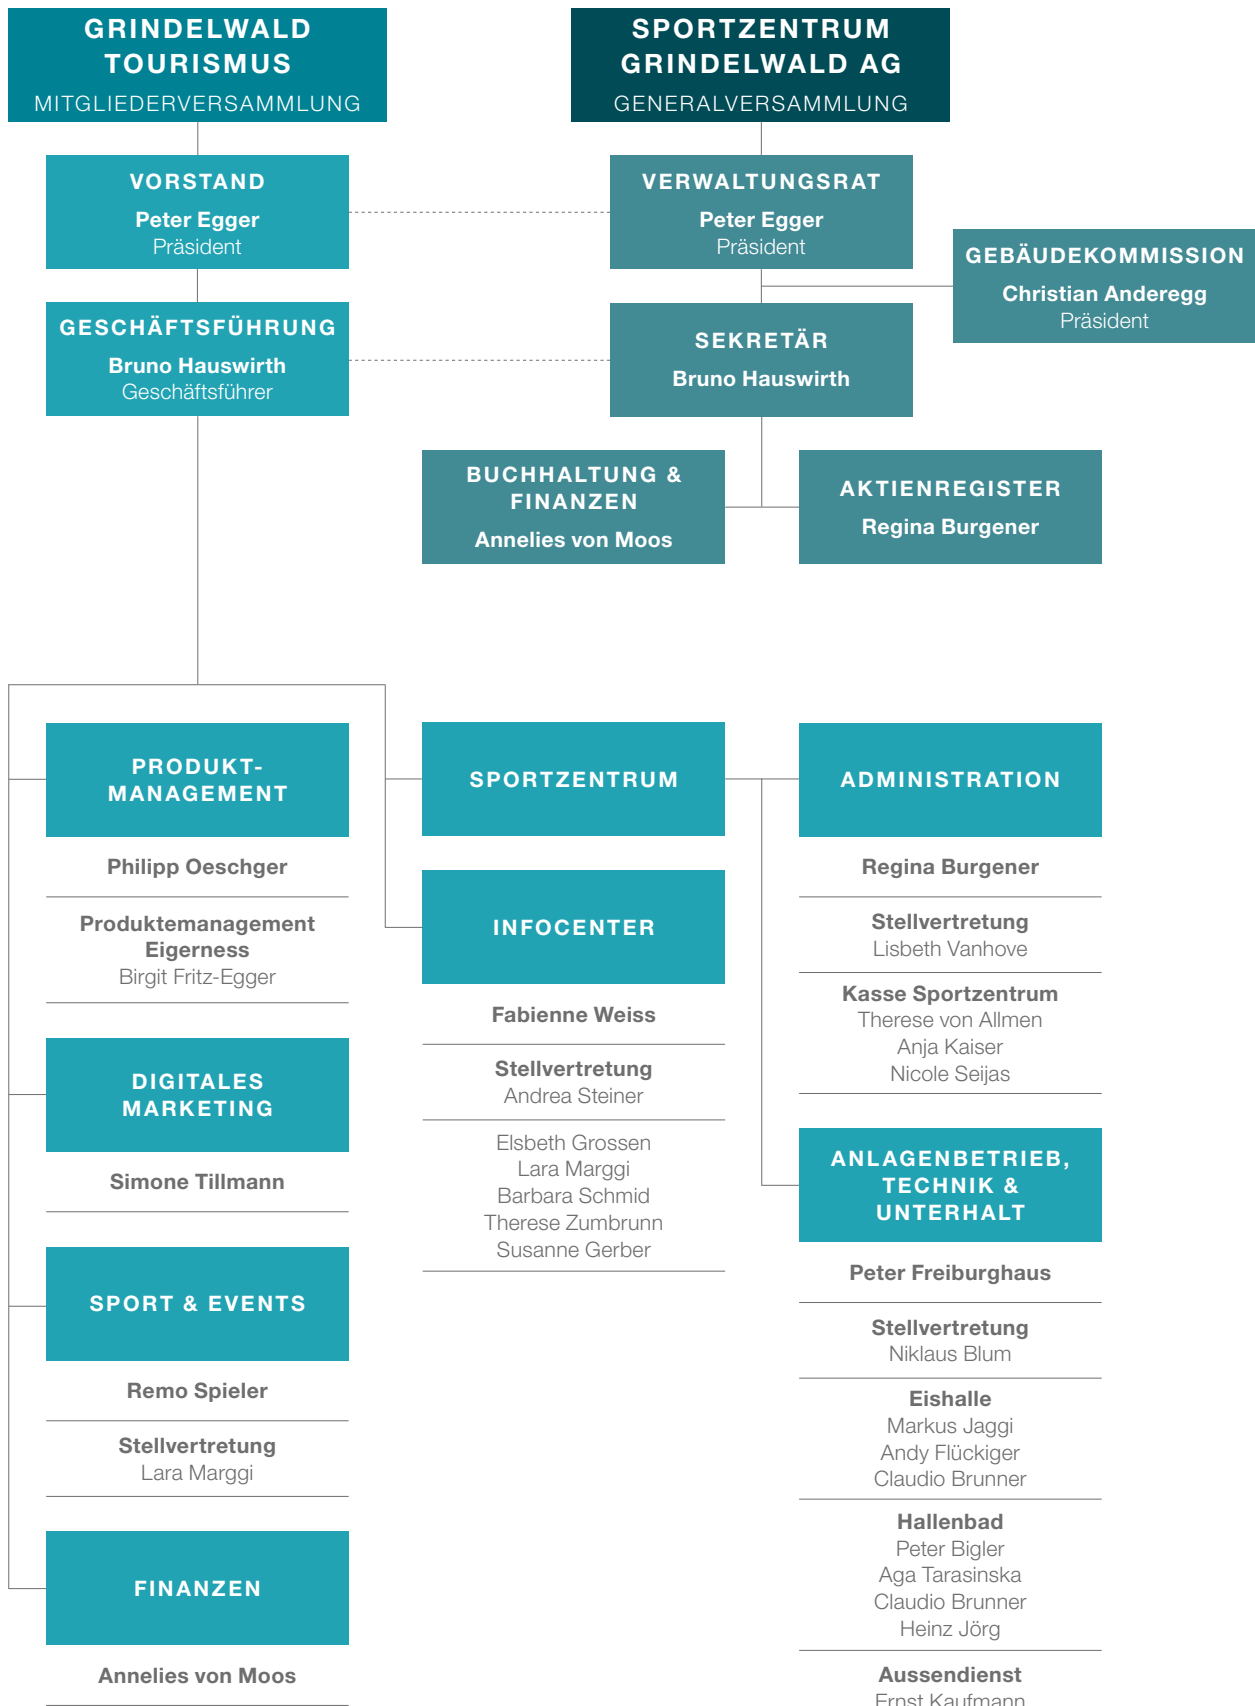 GRINDELWALD
TOURISMUS
MITGLIEDERVERSAMMLUNG
SPORTZENTRUM
GRINDELWALD AG
GENERALVERSAMMLUNG
VORSTAND
Peter Egger
Präsident
VERWALTUNGSRAT
Peter Egger
Präsident
GEBÄUDEKOMMISSION
Christian Anderegg
Präsident
GESCHÄFTSFÜHRUNG
Bruno Hauswirth
Geschäftsführer
SEKRETÄR
Bruno Hauswirth
BUCHHALTUNG &
FINANZEN
Annelies von Moos
AKTIENREGISTER
Regina Burgener
PRODUKT-
MANAGEMENT
Philipp Oeschger
Produktemanagement
Eigerness
Birgit Fritz-Egger
DIGITALES
MARKETING
Simone Tillmann
SPORT & EVENTS
Remo Spieler
Stellvertretung
Lara Marggi
FINANZEN
Annelies von Moos
SPORTZENTRUM
INFOCENTER
Fabienne Weiss
Stellvertretung
Andrea Steiner
Elsbeth Grossen
Lara Marggi
Barbara Schmid
Therese Zumbrunn
Susanne Gerber
ADMINISTRATION
Regina Burgener
Stellvertretung
Lisbeth Vanhove
Kasse Sportzentrum
Therese von Allmen
Anja Kaiser
Nicole Seijas
ANLAGENBETRIEB,
TECHNIK &
UNTERHALT
Peter Freiburghaus
Stellvertretung
Niklaus Blum
Eishalle
Markus Jaggi
Andy Flückiger
Claudio Brunner
Hallenbad
Peter Bigler
Aga Tarasinska
Claudio Brunner
Heinz Jörg
Aussendienst
Ernst Kaufmann